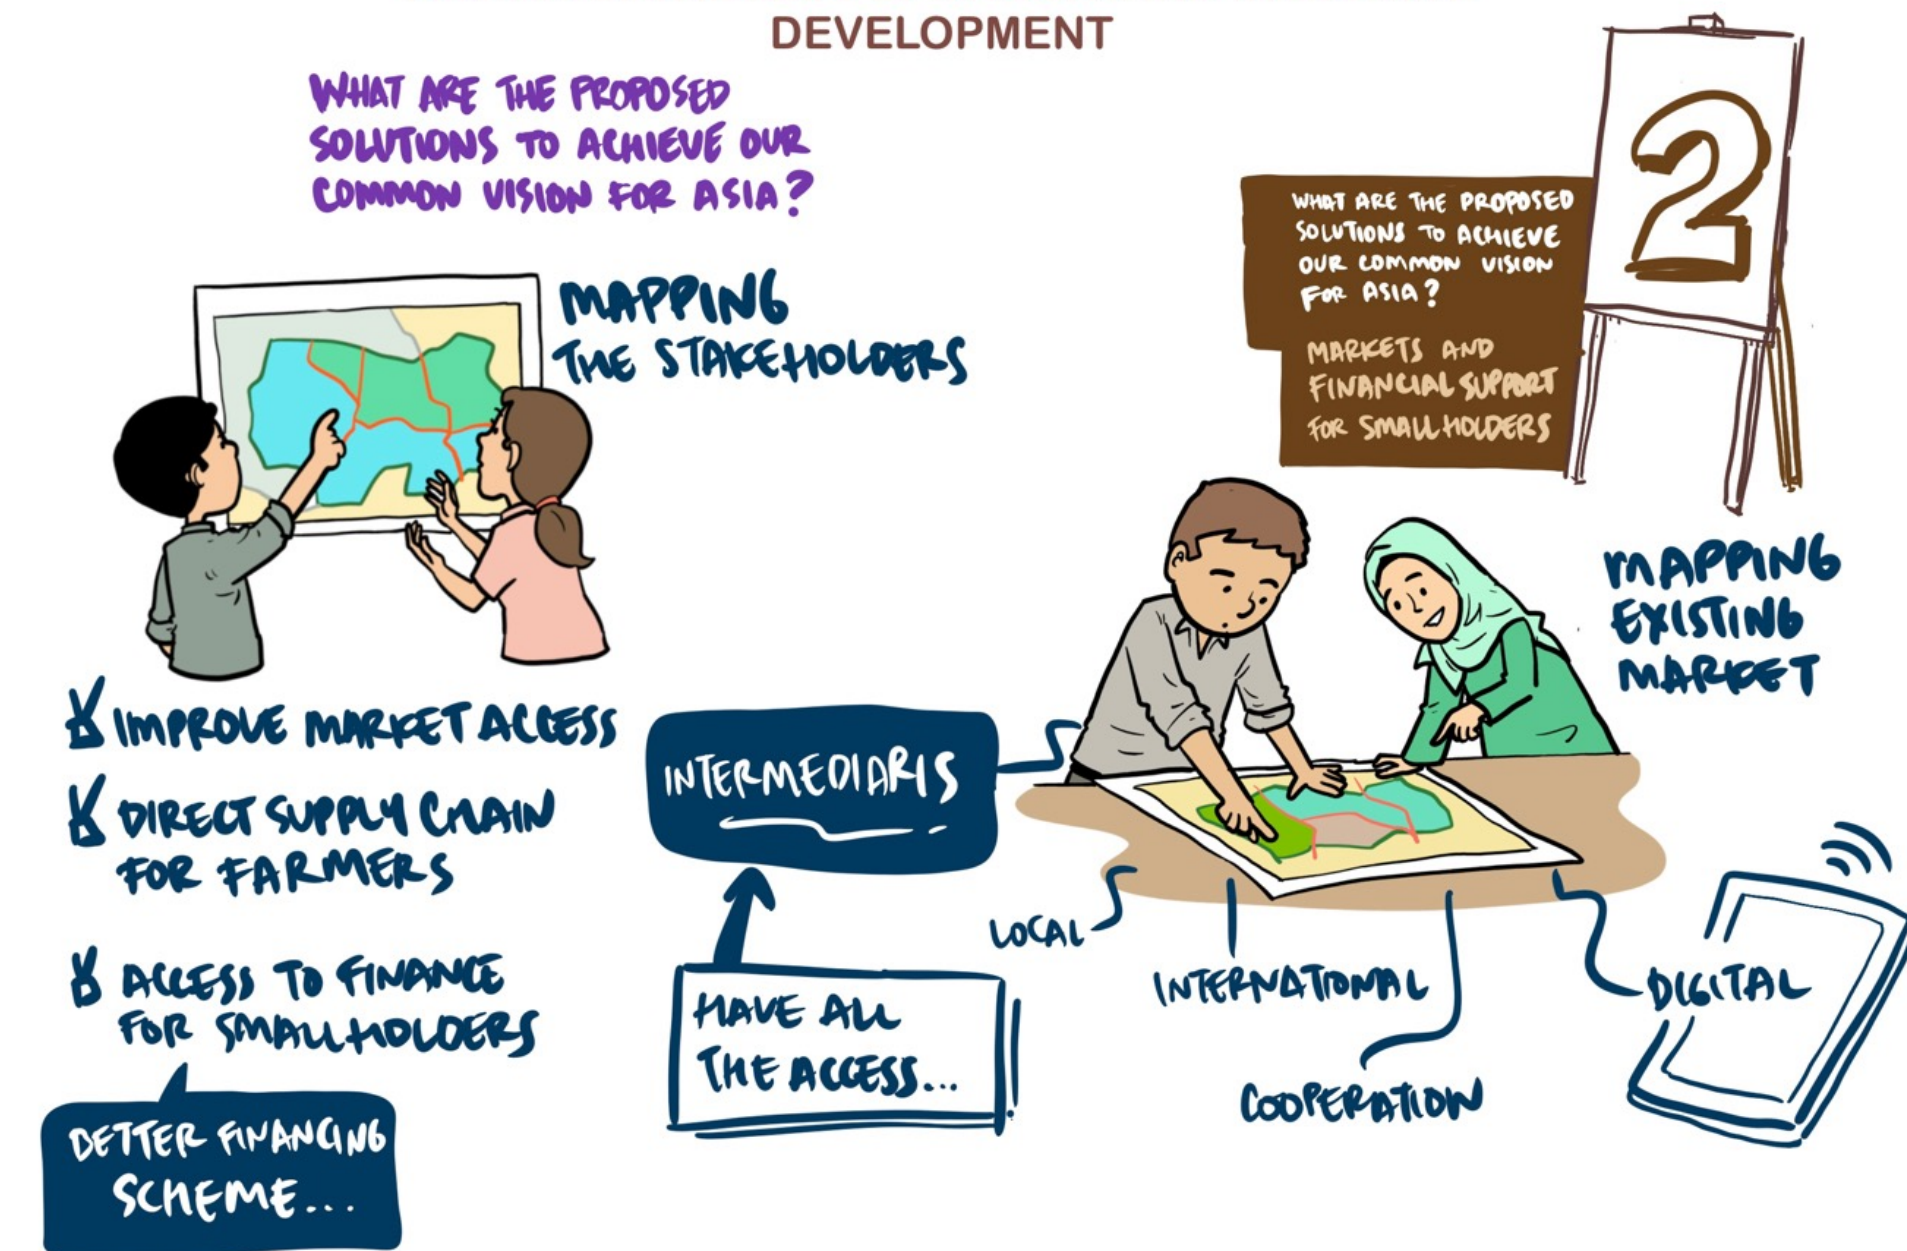 DEVELOPMENT
WHAT ARE THE PROPOSED
SOLUTIONS TO ACHIEVE OUR
COMMON VISION FOR ASIA?
2
WHAT ARE THE PROPOSED
SOLUTIONS TO ACHIEVE
OUR COMMON VISION
FOR ASIA?
MARKETS AND
FINANCIAL SUPPORT
FOR SMALLHOLDERS
MAPPING
THE STAKEHOLDERS
MAPPING
EXISTING
MARKET
IMPROVE MARKET ACCESS
DIRECT SUPPLY CHAIN
FOR FARMERS
ACCESS TO FINANCE
FOR SMALLHOLDERS
BETTER FINANCING
SCHEME...
INTERMEDIARIS
HAVE ALL
THE ACCESS...
LOCAL
INTERNATIONAL
COOPERATION
DIGITAL